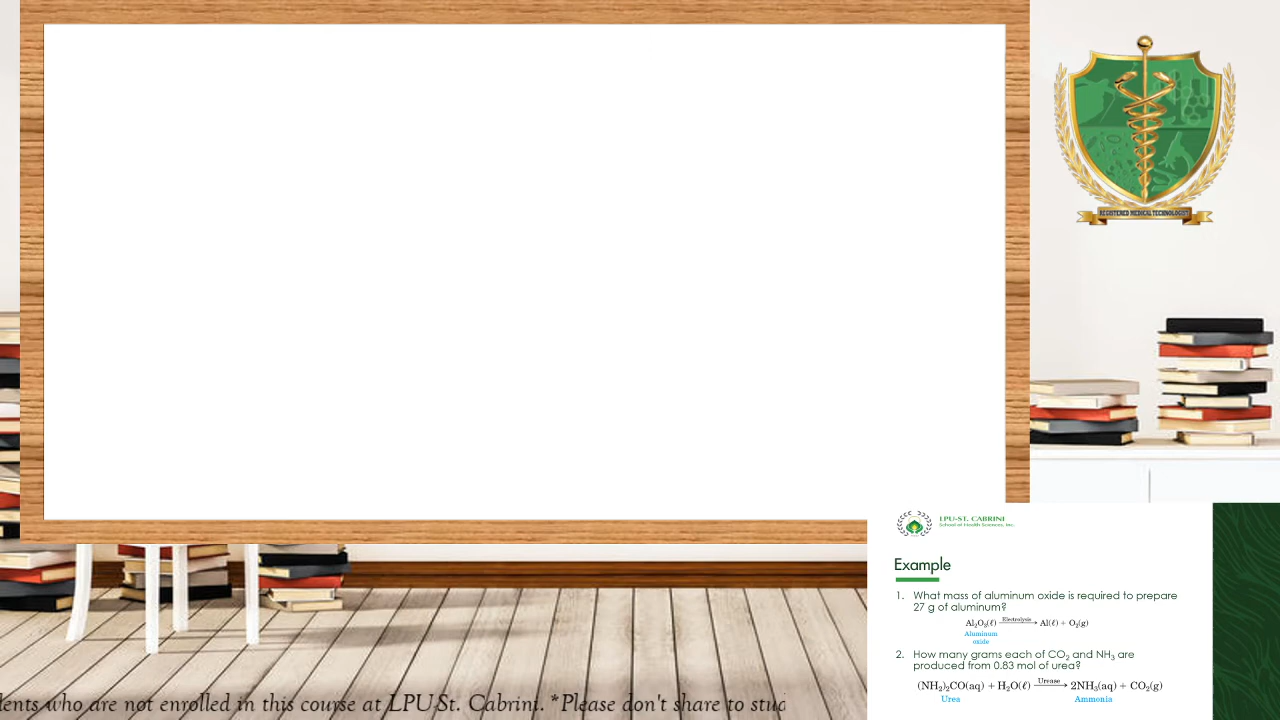 REGISTERED MEDICAL TECHNOLOGIST
LPU-ST. CABRINI
School of Health Sciences, Inc.
Example
1. What mass of aluminum oxide is required to prepare
27 g of aluminum?
Al₂O₃(ℓ) Electrolysis⟶ Al(ℓ) + O₂(g)
Aluminum
oxide
2. How many grams each of CO₂ and NH₃ are
produced from 0.83 mol of urea?
(NH₂)₂CO(aq) + H₂O(ℓ) Urease⟶ 2NH₃(aq) + CO₂(g)
Urea Ammonia
who are not enrolled in this course at LPU-St. Cabrini. *Please don't share to